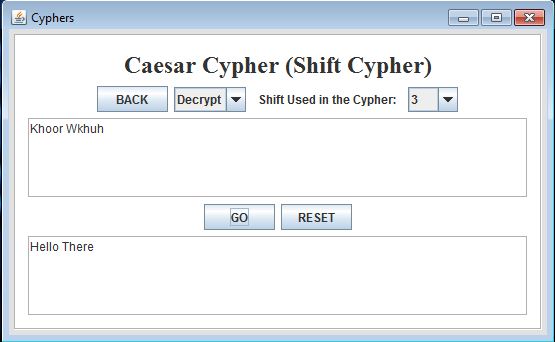 Cyphers
Caesar Cypher (Shift Cypher)
BACK Decrypt Shift Used in the Cypher: 3
Khoor Wkhuh
GO RESET
Hello There